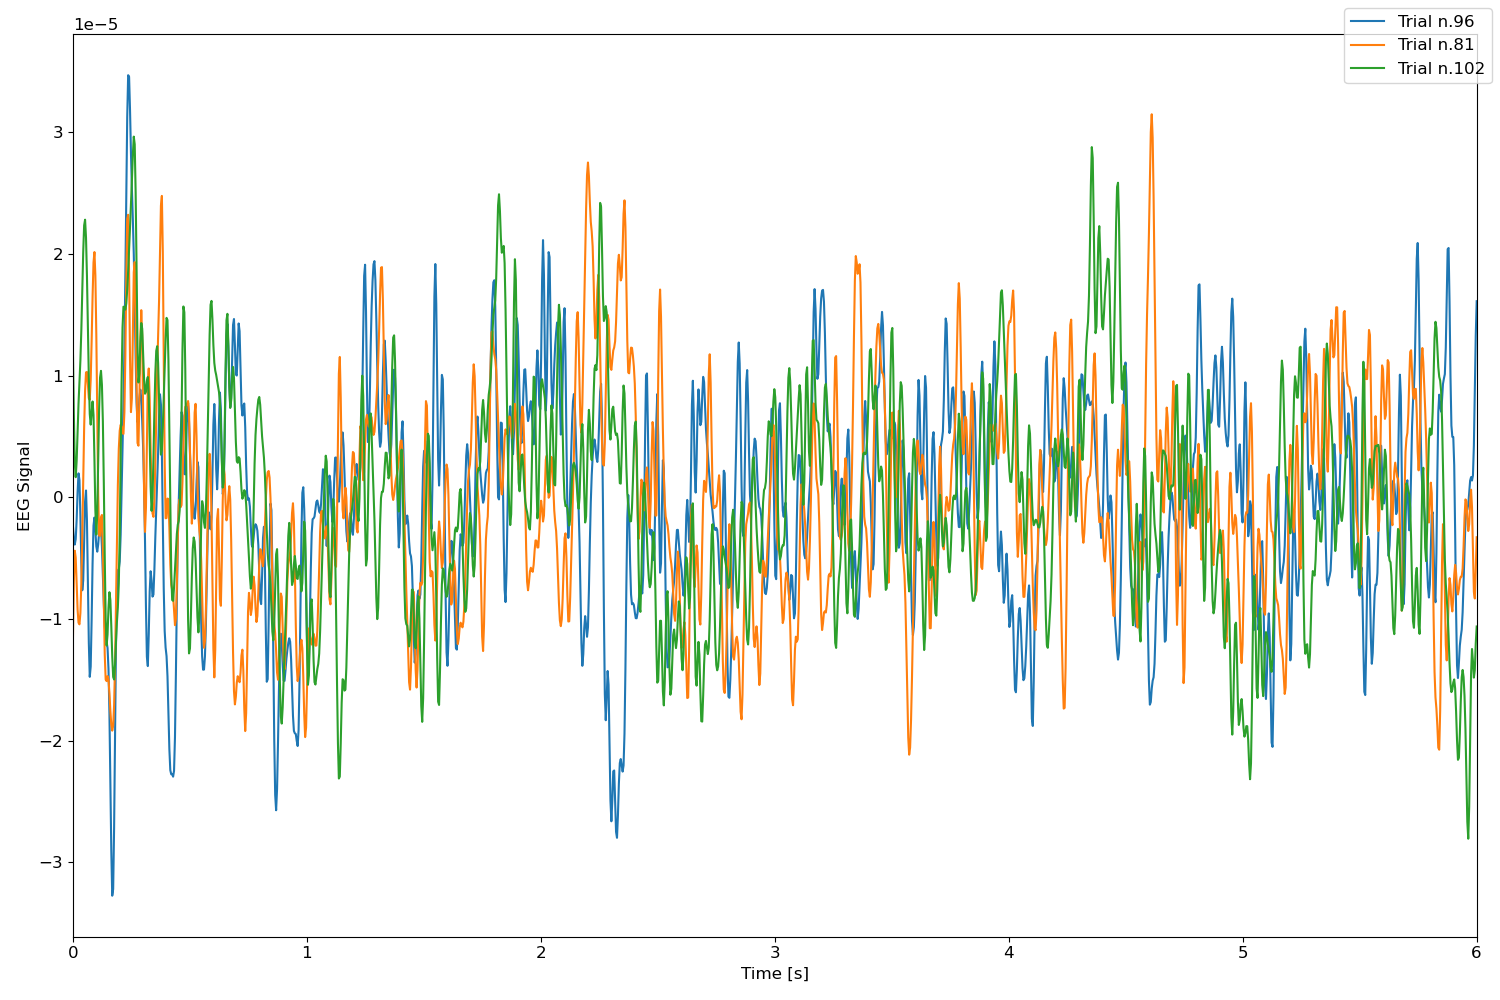 1e−5
Trial n.96
Trial n.81
Trial n.102
3
2
1
0
−1
−2
−3
EEG Signal
0 1 2 3 4 5 6
Time [s]